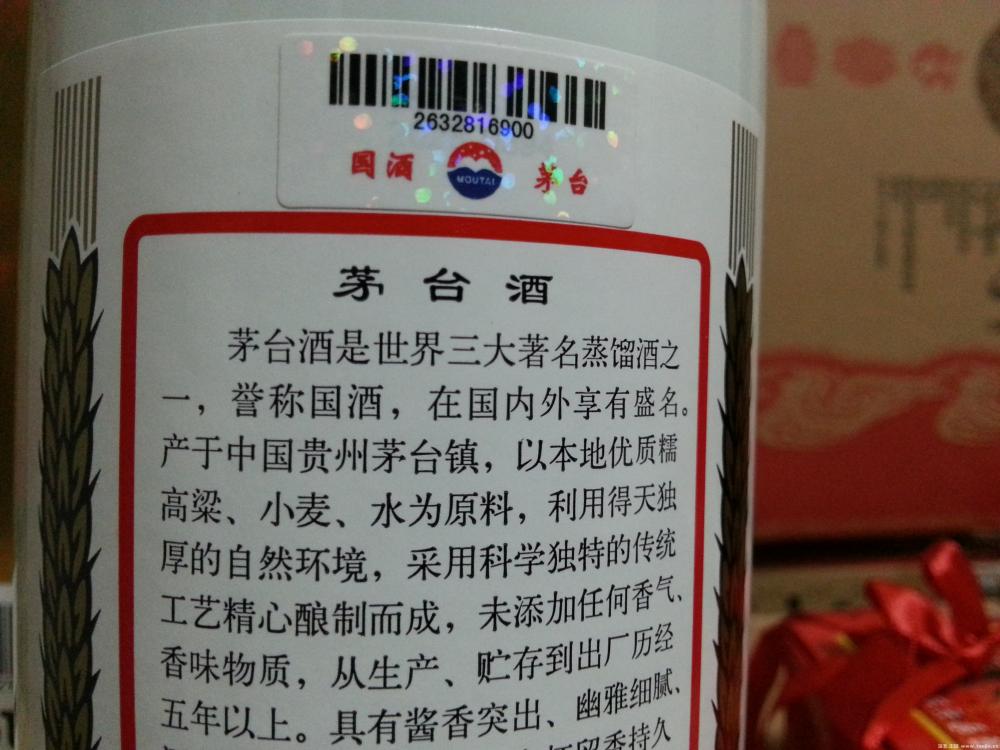 2632816900
国酒 MOUTAI 茅台
茅台酒
茅台酒是世界三大著名蒸馏酒之
一，誉称国酒，在国内外享有盛名。
产于中国贵州茅台镇，以本地优质糯
高粱、小麦、水为原料，利用得天独
厚的自然环境，采用科学独特的传统
工艺精心酿制而成，未添加任何香气、
香味物质，从生产、贮存到出厂历经
五年以上。具有酱香突出、幽雅细腻、
留香持久